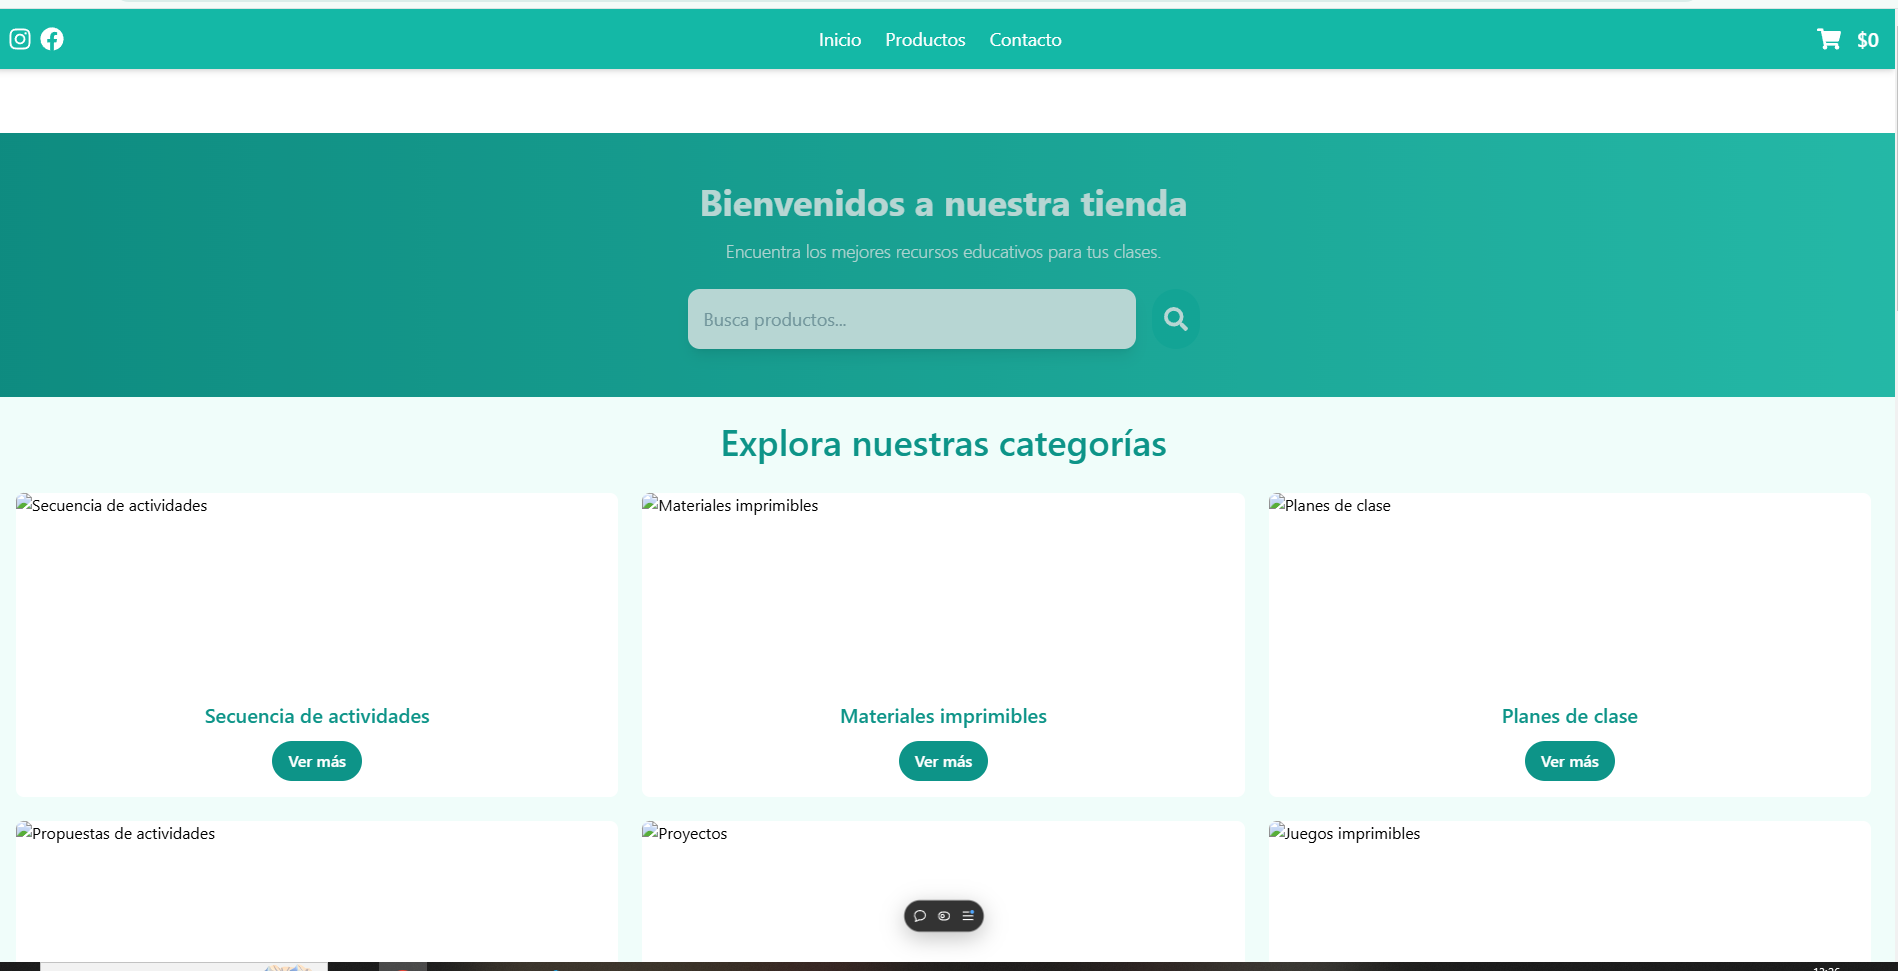 Inicio Productos Contacto $0
Bienvenidos a nuestra tienda
Encuentra los mejores recursos educativos para tus clases.
Busca productos...
Explora nuestras categorías
Secuencia de actividades Materiales imprimibles Planes de clase
Secuencia de actividades Materiales imprimibles Planes de clase
Ver más Ver más Ver más
Propuestas de actividades Proyectos Juegos imprimibles